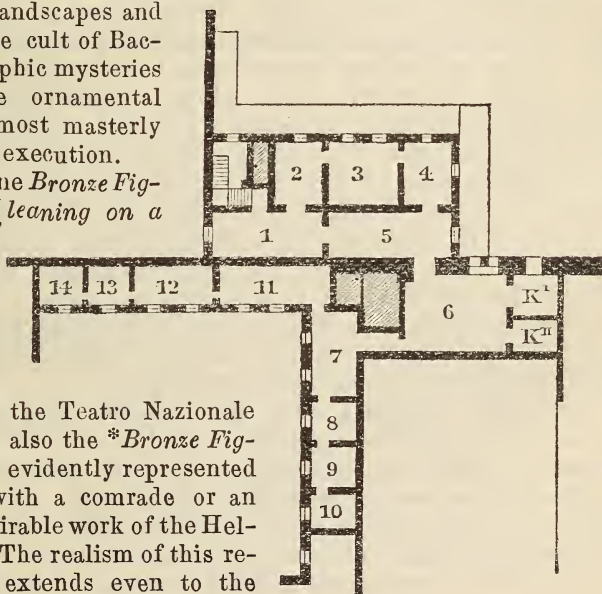 andscapes and
e cult of Bac-
phic mysteries
e ornamental
most masterly
execution.
ne Bronze Fig-
leaning on a
2 3 4
1 5
14 13 12 11
6
K^I
K^II
7
8
9
10
the Teatro Nazionale
also the *Bronze Fig-
evidently represented
with a comrade or an
irable work of the Hel-
The realism of this re-
extends even to the